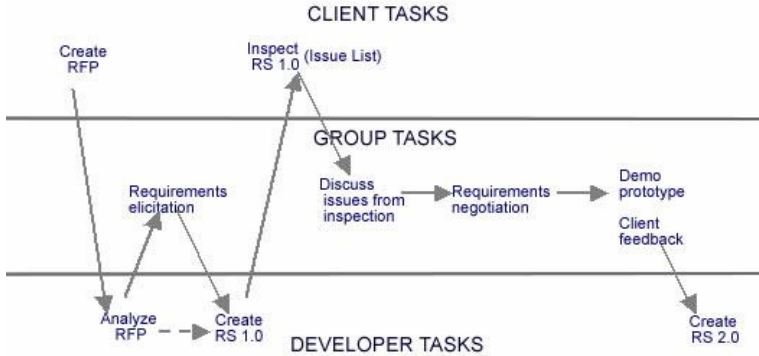 CLIENT TASKS
Create
RFP
Inspect
RS 1.0 (Issue List)
GROUP TASKS
Requirements
elicitation
Discuss
issues from
inspection
Requirements
negotiation
Demo
prototype
Client
feedback
Analyze
RFP
Create
RS 1.0
Create
RS 2.0
DEVELOPER TASKS